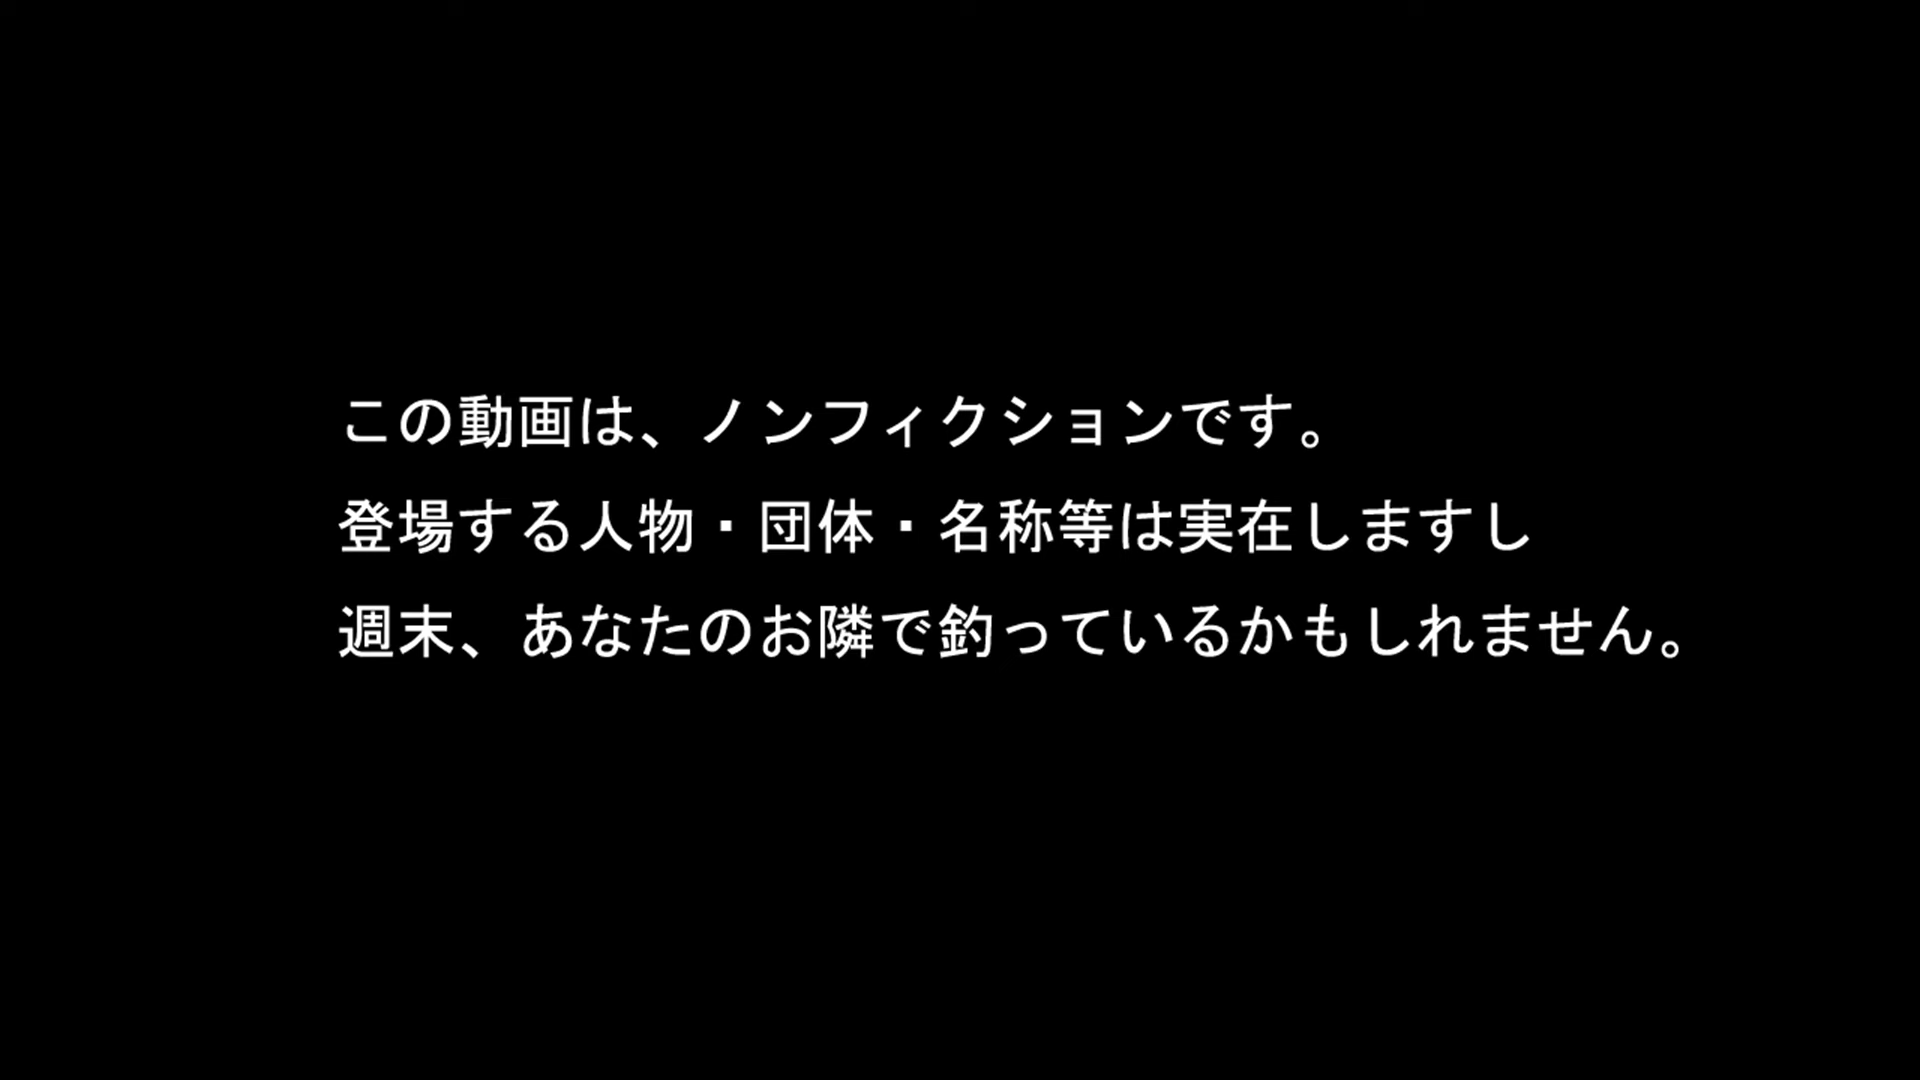 この動画は、ノンフィクションです。
登場する人物・団体・名称等は実在しますし
週末、あなたのお隣で釣っているかもしれません。